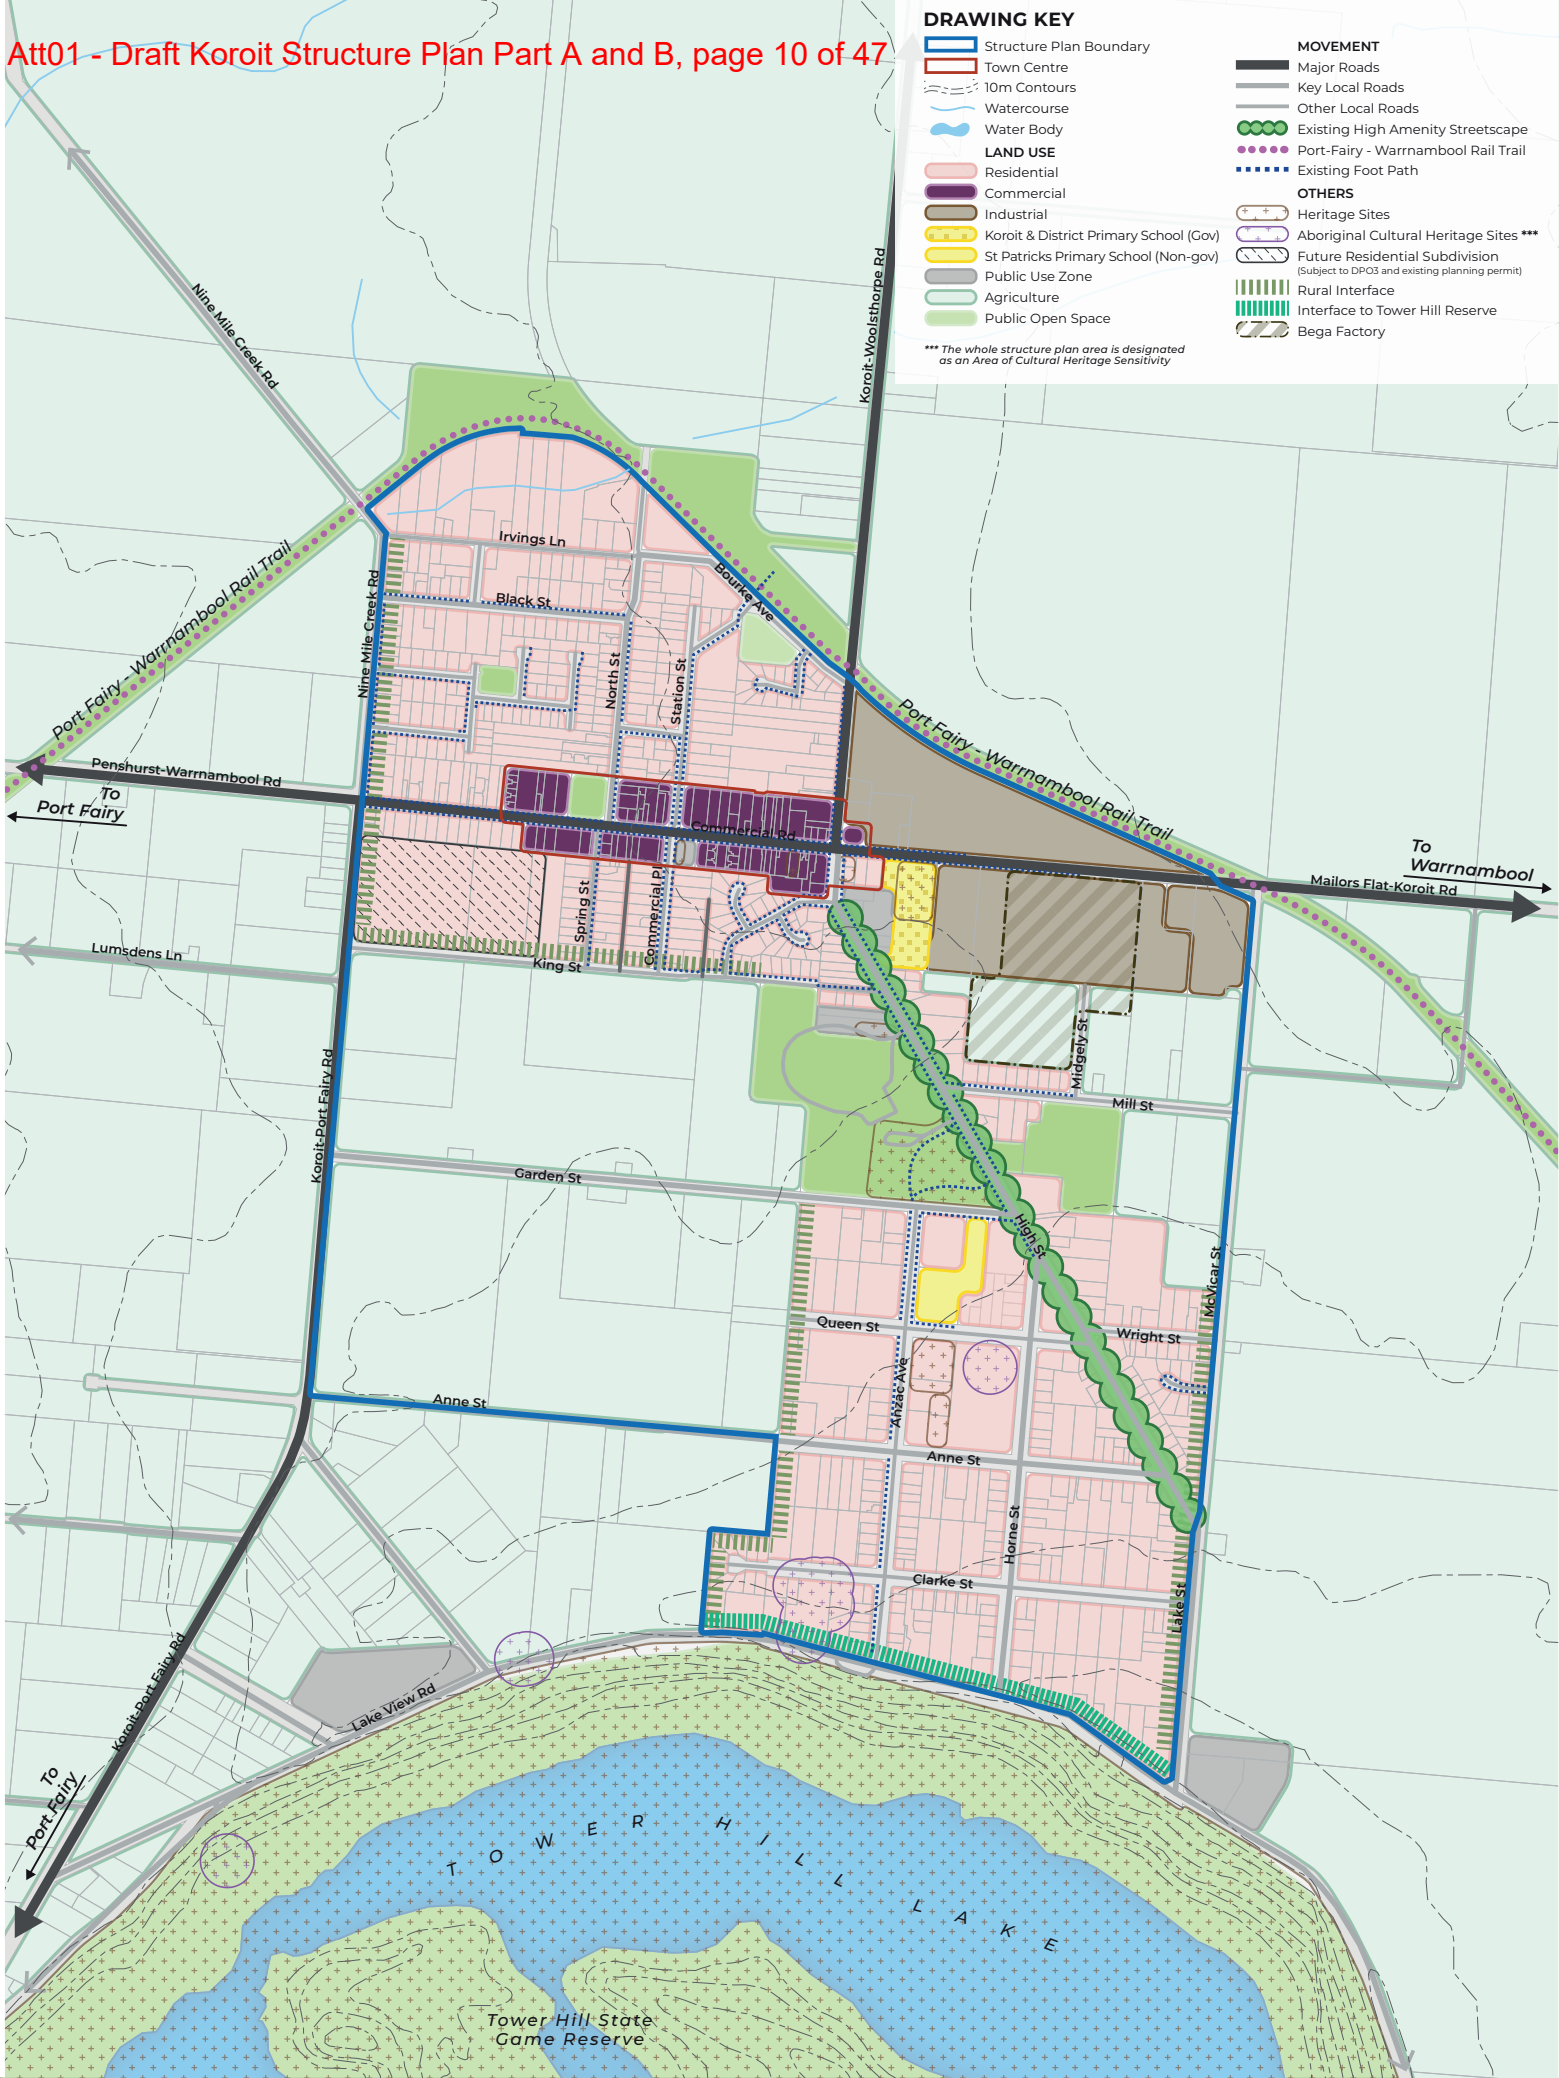 Att01 - Draft Koroit Structure Plan Part A and B, page 10 of 47
DRAWING KEY
Structure Plan Boundary
Town Centre
10m Contours
Watercourse
Water Body
LAND USE
Residential
Commercial
Industrial
Koroit & District Primary School (Gov)
St Patricks Primary School (Non-gov)
Public Use Zone
Agriculture
Public Open Space
*** The whole structure plan area is designated
as an Area of Cultural Heritage Sensitivity
MOVEMENT
Major Roads
Key Local Roads
Other Local Roads
Existing High Amenity Streetscape
Port-Fairy - Warrnambool Rail Trail
Existing Foot Path
OTHERS
Heritage Sites
Aboriginal Cultural Heritage Sites ***
Future Residential Subdivision
(Subject to DPO3 and existing planning permit)
Rural Interface
Interface to Tower Hill Reserve
Bega Factory
Nine Mile Creek Rd
Koroit-Woolsthorpe Rd
Irvings Ln
Port Fairy - Warrnambool Rail Trail
Nine Mile Creek Rd
Black St
Bourke Ave
North St
Station St
Port Fairy - Warrnambool Rail Trail
Penshurst-Warrnambool Rd
To
Port Fairy
Commercial Rd
To
Warrnambool
Mailors Flat-Koroit Rd
Spring St
Commercial Pl
Lumsdens Ln
King St
Koroit-Port Fairy Rd
Midgely St
Mill St
Garden St
High St
McVicar St
Queen St
Wright St
Anzac Ave
Anne St
Anne St
Horne St
Clarke St
Lake St
Koroit-Port Fairy Rd
Lake View Rd
To
Port Fairy
TOWER HILL LAKE
Tower Hill State
Game Reserve